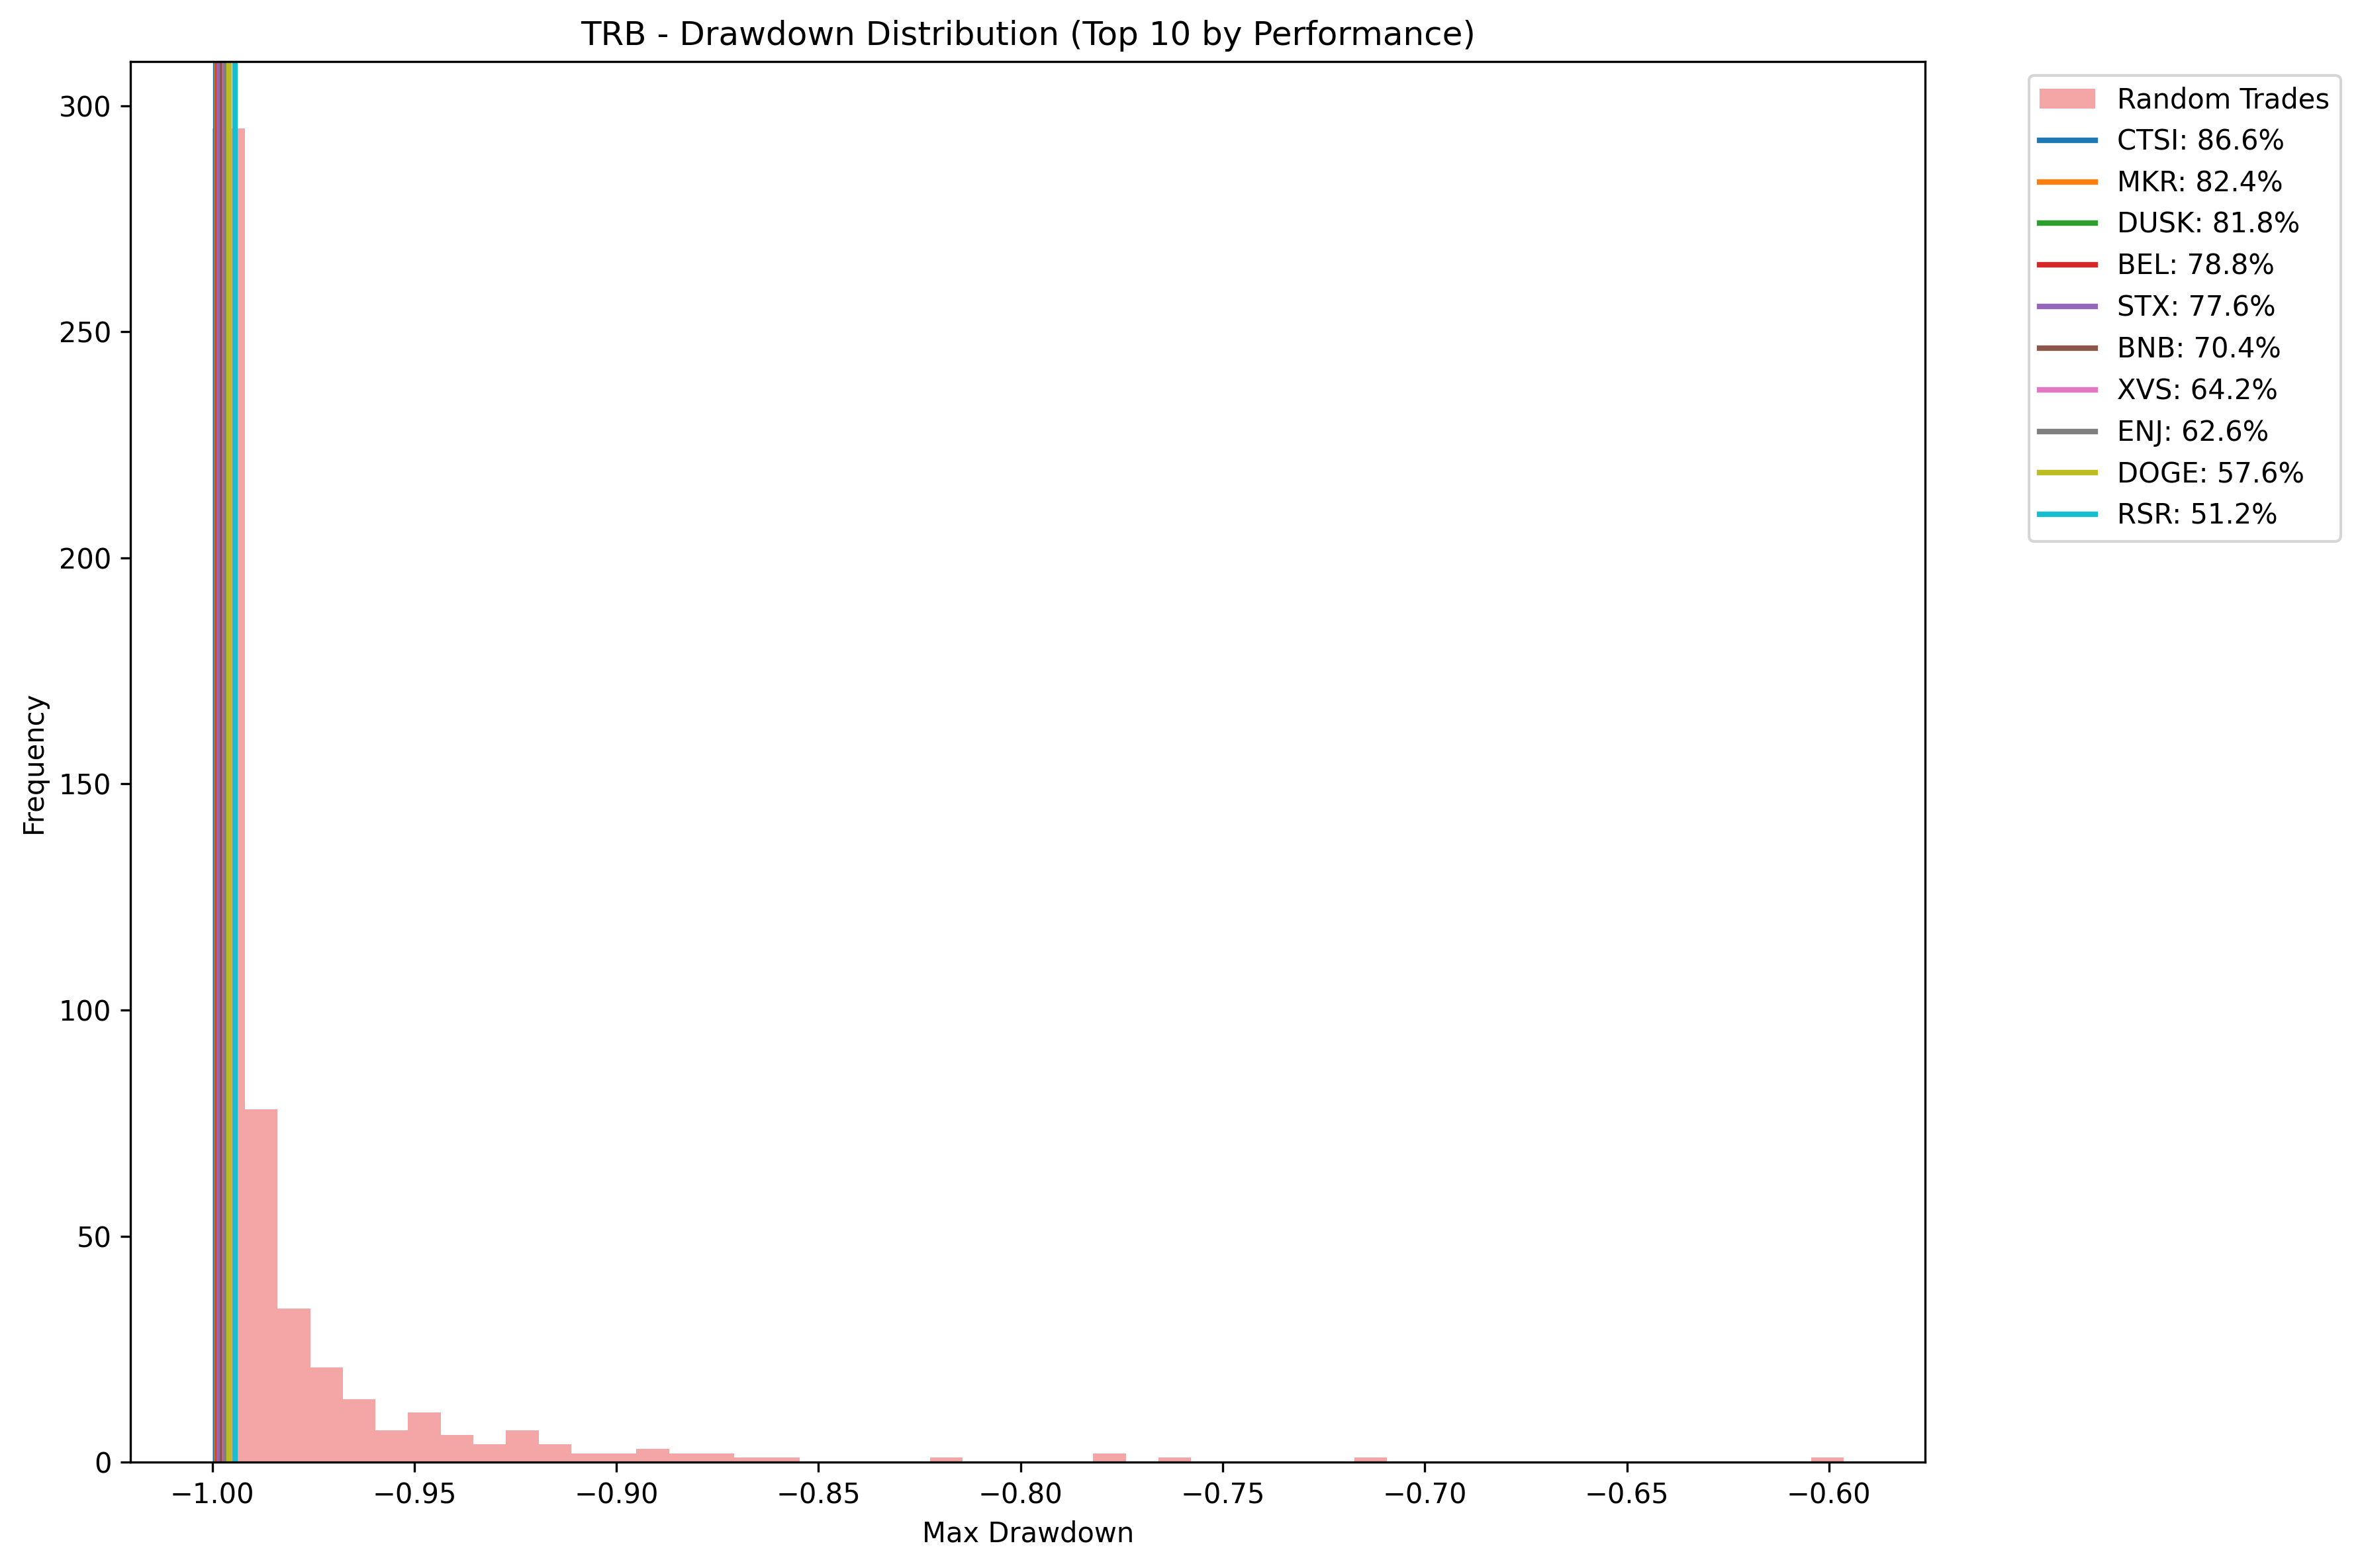 TRB - Drawdown Distribution (Top 10 by Performance)
Frequency
300
250
200
150
100
50
0
−1.00
−0.95
−0.90
−0.85
−0.80
−0.75
−0.70
−0.65
−0.60
Max Drawdown
Random Trades
CTSI: 86.6%
MKR: 82.4%
DUSK: 81.8%
BEL: 78.8%
STX: 77.6%
BNB: 70.4%
XVS: 64.2%
ENJ: 62.6%
DOGE: 57.6%
RSR: 51.2%